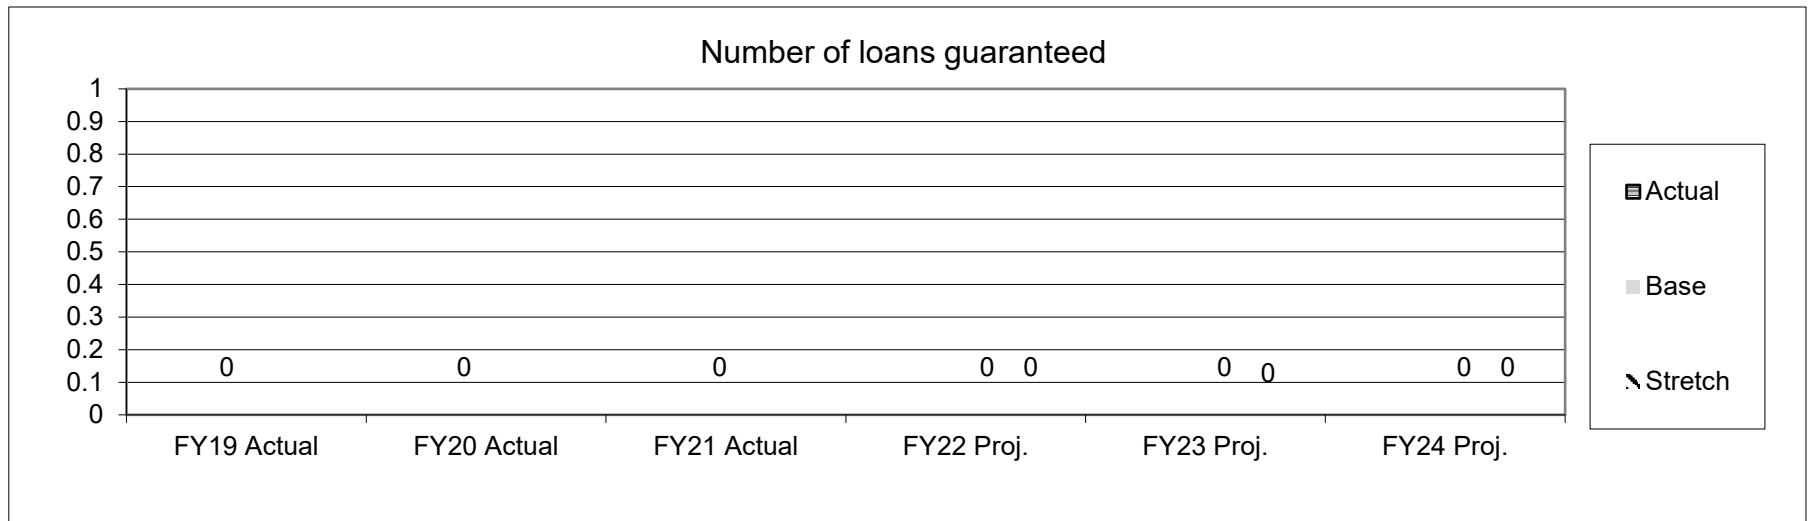 Number of loans guaranteed
1
0.9
0.8
0.7
0.6
0.5
0.4
0.3
0.2
0.1
0
0 0 0 0 0 0 0 0 0
FY19 Actual FY20 Actual FY21 Actual FY22 Proj. FY23 Proj. FY24 Proj.
Actual
Base
Stretch